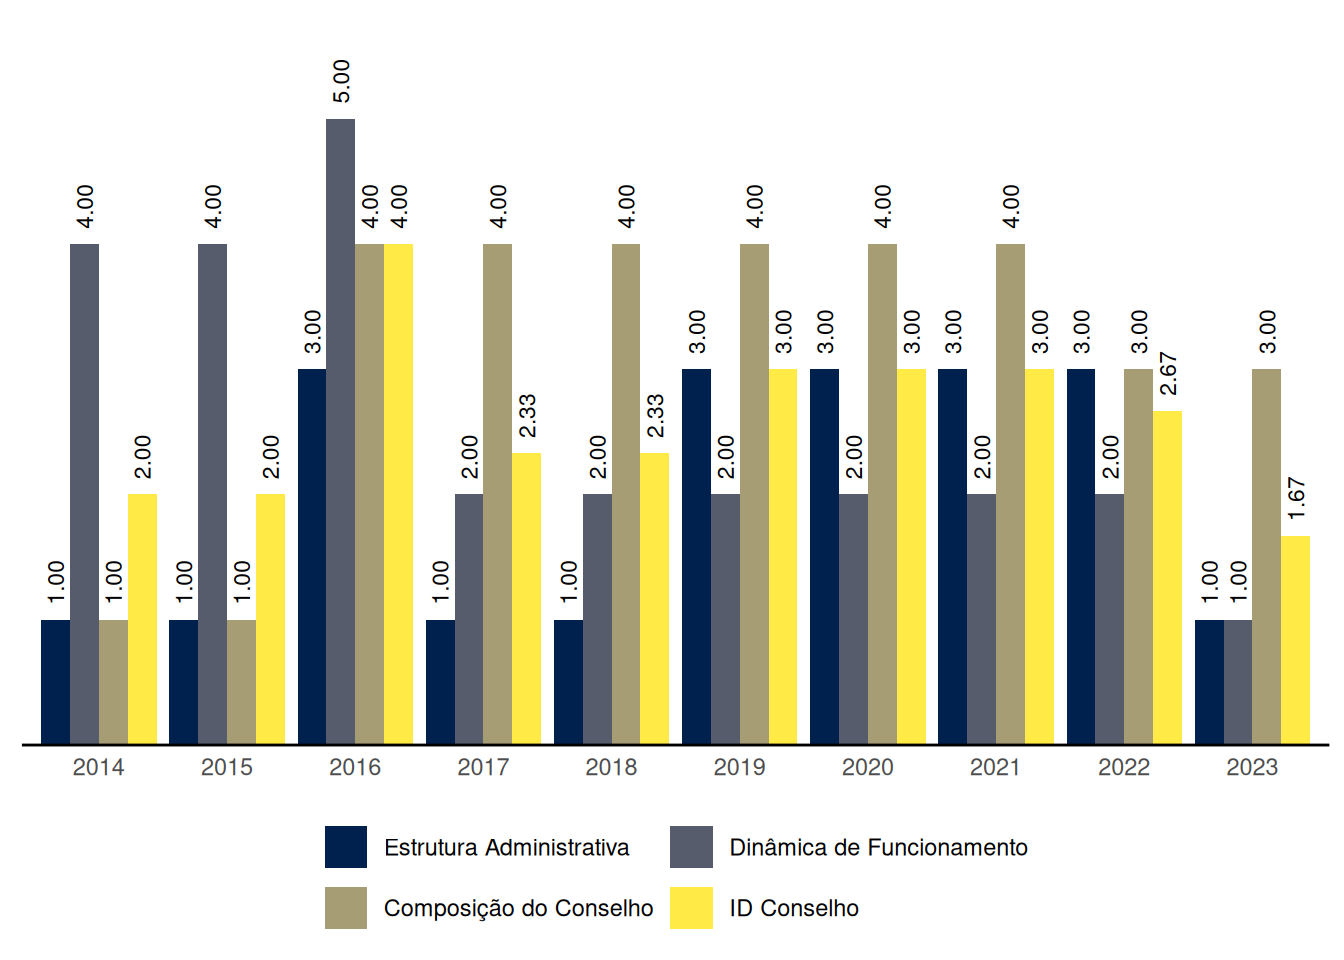 5.00
4.00 4.00 4.00 4.00 4.00 4.00 4.00 4.00 4.00
3.00 3.00 3.00 3.00 3.00 3.00 3.00 3.00 3.00 3.00
2.67
2.33 2.33
2.00 2.00 2.00 2.00 2.00 2.00 2.00 2.00
1.67
1.00 1.00 1.00 1.00 1.00 1.00 1.00 1.00
2014 2015 2016 2017 2018 2019 2020 2021 2022 2023
Estrutura Administrativa Dinâmica de Funcionamento
Composição do Conselho ID Conselho